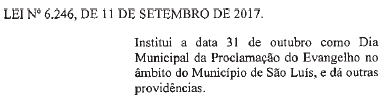 LEI Nº 6.246, DE 11 DE SETEMBRO DE 2017.
Institui a data 31 de outubro como Dia
Municipal da Proclamação do Evangelho no
âmbito do Município de São Luís, e dá outras
providências.